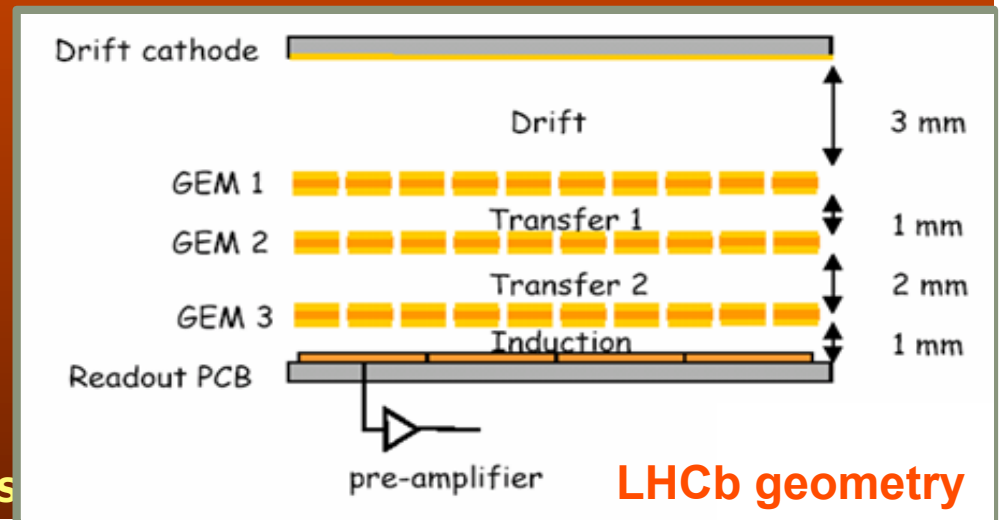 Drift cathode
Drift
3 mm
GEM 1
Transfer 1
1 mm
GEM 2
Transfer 2
2 mm
GEM 3
Induction
1 mm
Readout PCB
pre-amplifier
LHCb geometry
s